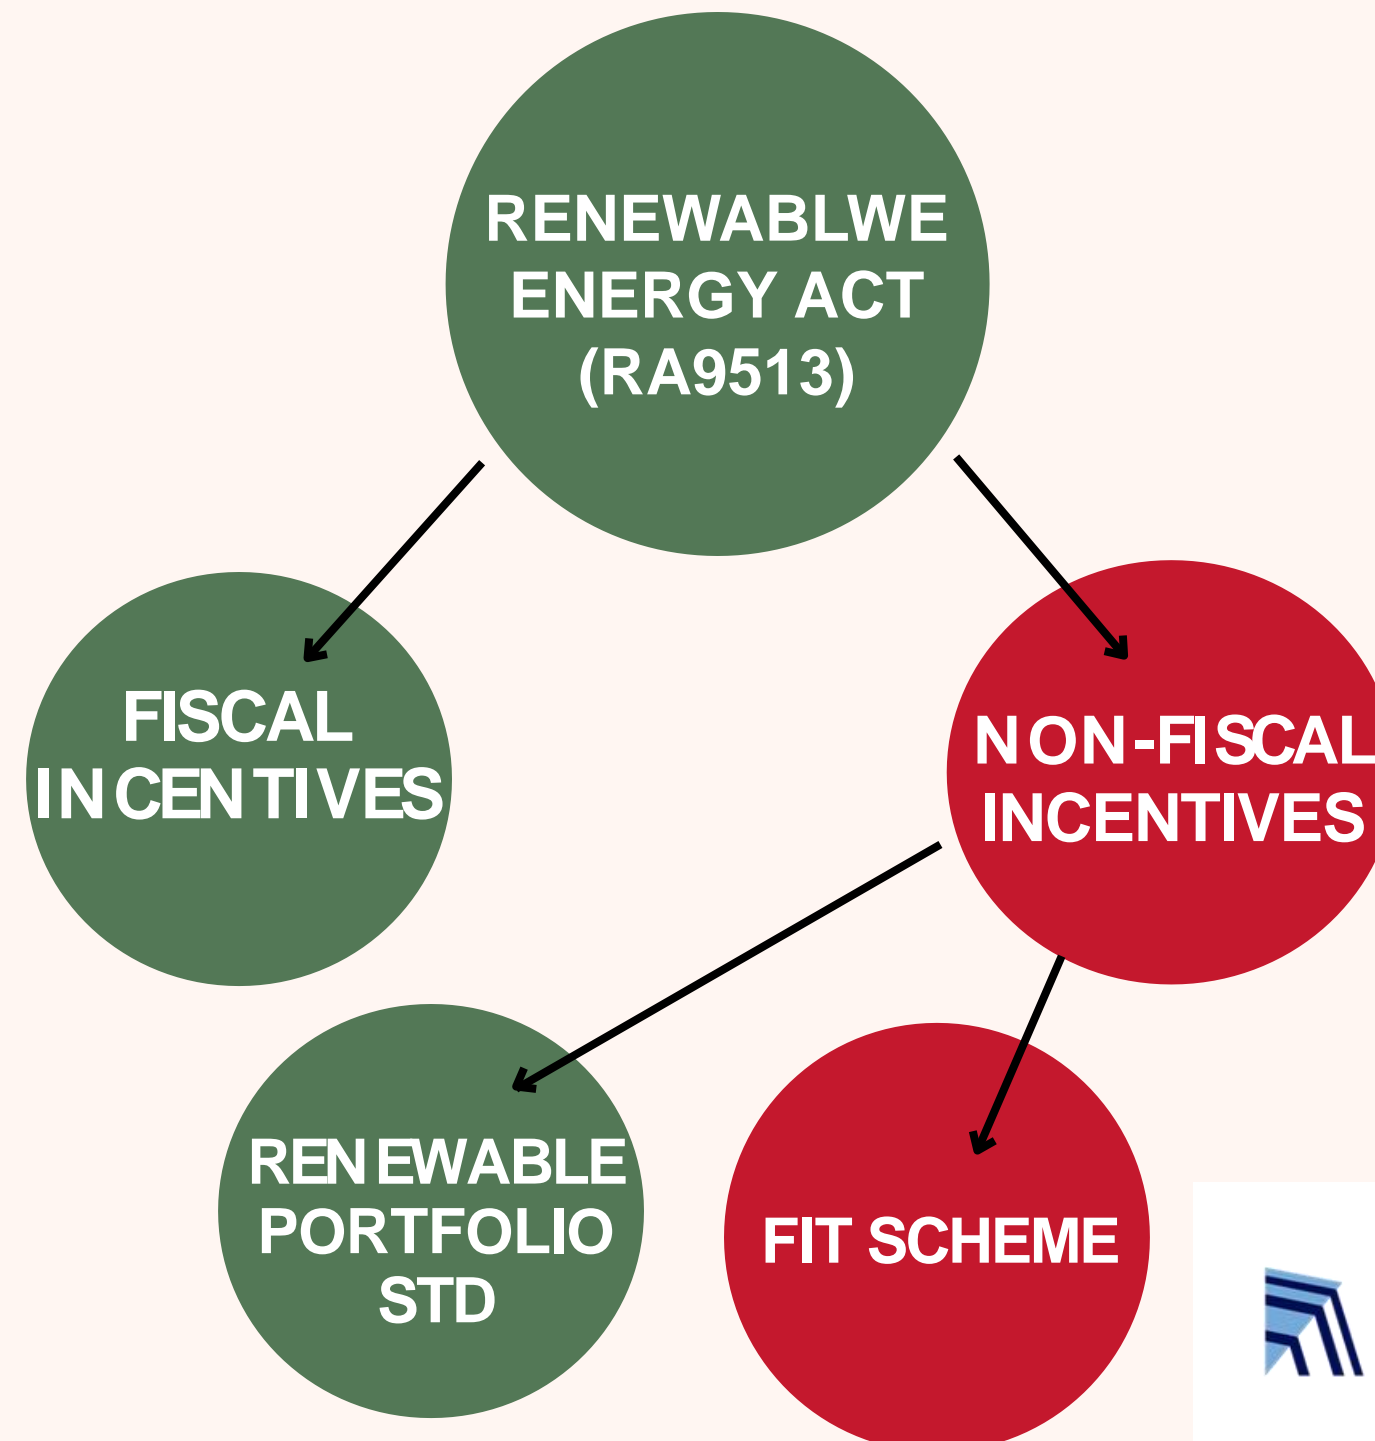 RENEWABLWE
ENERGY ACT
(RA9513)
FISCAL
INCENTIVES
NON-FISCAL
INCENTIVES
RENEWABLE
PORTFOLIO
STD
FIT SCHEME